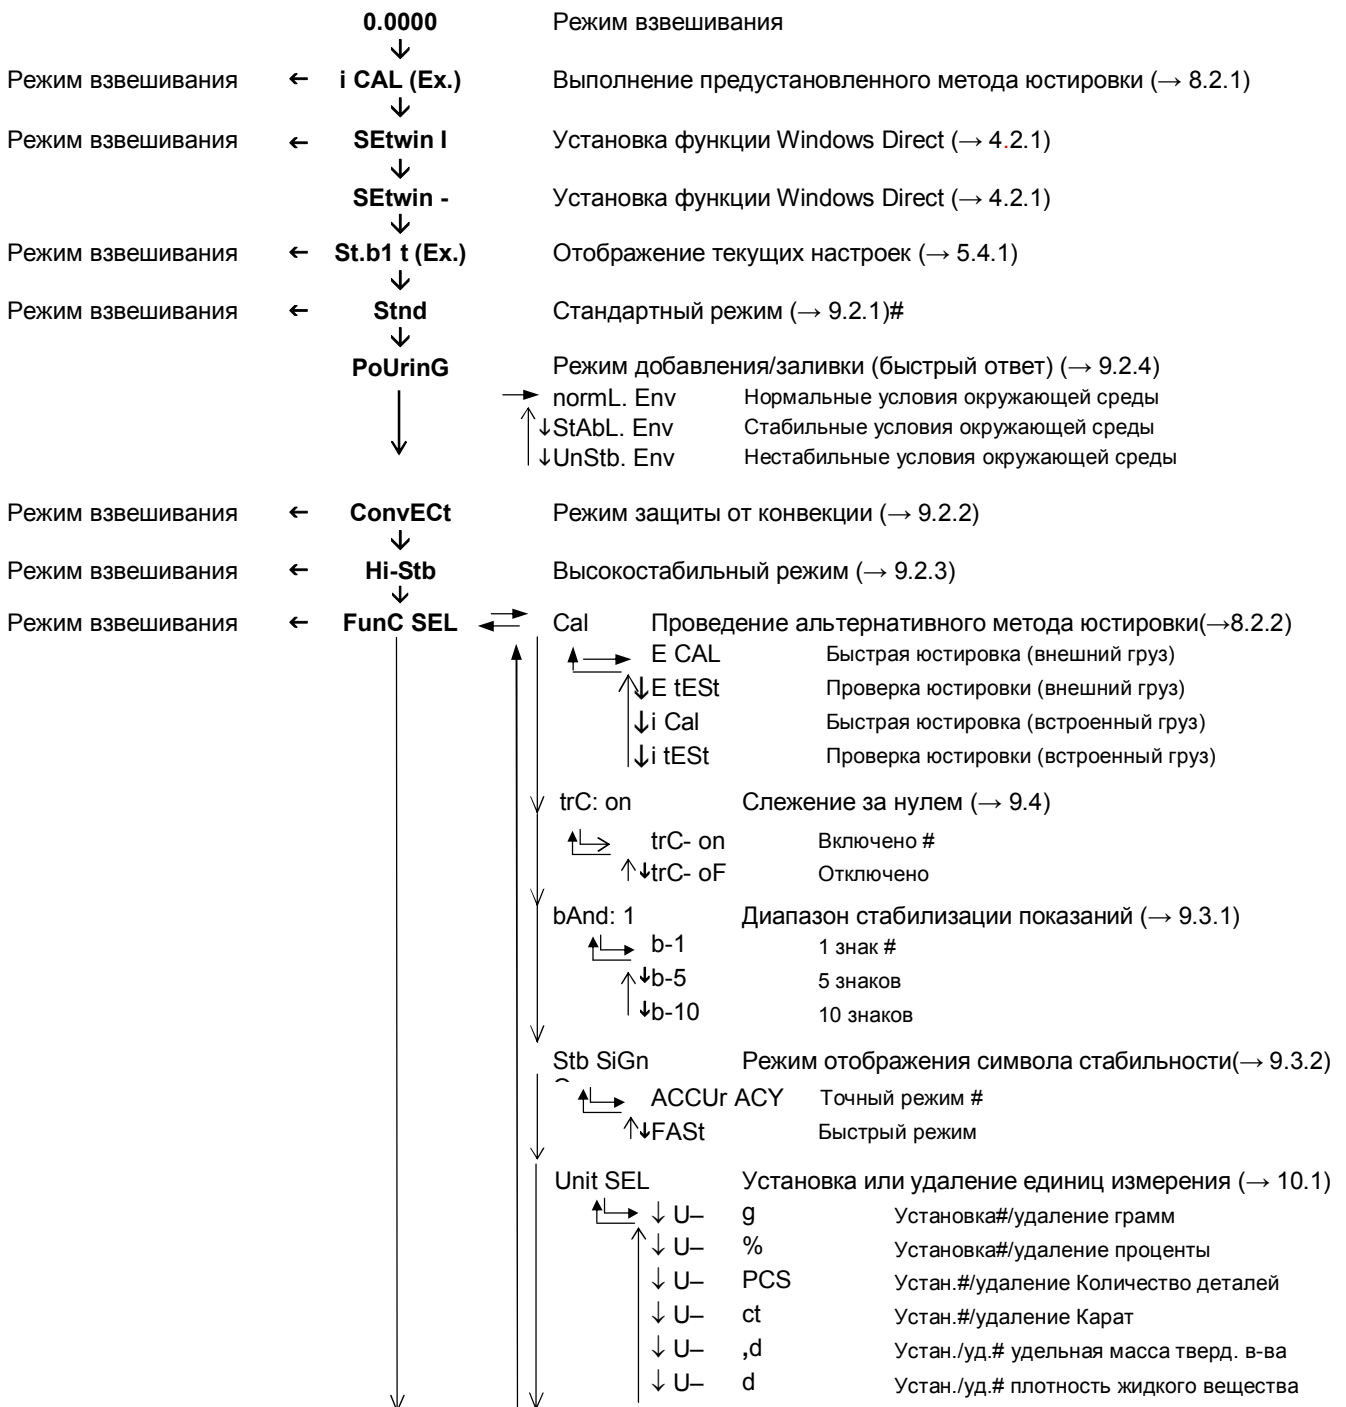 0.0000 Режим взвешивания
Режим взвешивания ← i CAL (Ex.) Выполнение предустановленного метода юстировки (→ 8.2.1)
Режим взвешивания ← SEtwin I Установка функции Windows Direct (→ 4.2.1)
SEtwin - Установка функции Windows Direct (→ 4.2.1)
Режим взвешивания ← St.b1 t (Ex.) Отображение текущих настроек (→ 5.4.1)
Режим взвешивания ← Stnd Стандартный режим (→ 9.2.1)#
PoUrinG Режим добавления/заливки (быстрый ответ) (→ 9.2.4)
normL. Env Нормальные условия окружающей среды
↓StAbL. Env Стабильные условия окружающей среды
↓UnStb. Env Нестабильные условия окружающей среды
Режим взвешивания ← ConvECt Режим защиты от конвекции (→ 9.2.2)
Режим взвешивания ← Hi-Stb Высокостабильный режим (→ 9.2.3)
Режим взвешивания ← FunC SEL Cal Проведение альтернативного метода юстировки(→8.2.2)
E CAL Быстрая юстировка (внешний груз)
↓E tESt Проверка юстировки (внешний груз)
↓i Cal Быстрая юстировка (встроенный груз)
↓i tESt Проверка юстировки (встроенный груз)
trC: on Слежение за нулем (→ 9.4)
trC- on Включено #
↓trC- oF Отключено
bAnd: 1 Диапазон стабилизации показаний (→ 9.3.1)
b-1 1 знак #
↓b-5 5 знаков
↓b-10 10 знаков
Stb SiGn Режим отображения символа стабильности(→ 9.3.2)
ACCUr ACY Точный режим #
↓FASt Быстрый режим
Unit SEL Установка или удаление единиц измерения (→ 10.1)
↓ U– g Установка#/удаление грамм
↓ U– % Установка#/удаление проценты
↓ U– PCS Устан.#/удаление Количество деталей
↓ U– ct Устан.#/удаление Карат
↓ U– ,d Устан./уд.# удельная масса тверд. в-ва
↓ U– d Устан./уд.# плотность жидкого вещества